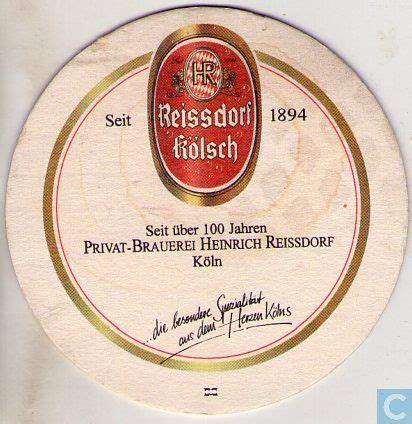 HR
Reissdorf
Kölsch
Seit 1894
Seit über 100 Jahren
PRIVAT-BRAUEREI HEINRICH REISSDORF
Köln
...die besondere Spezialität
aus dem Herzen Kölns
C